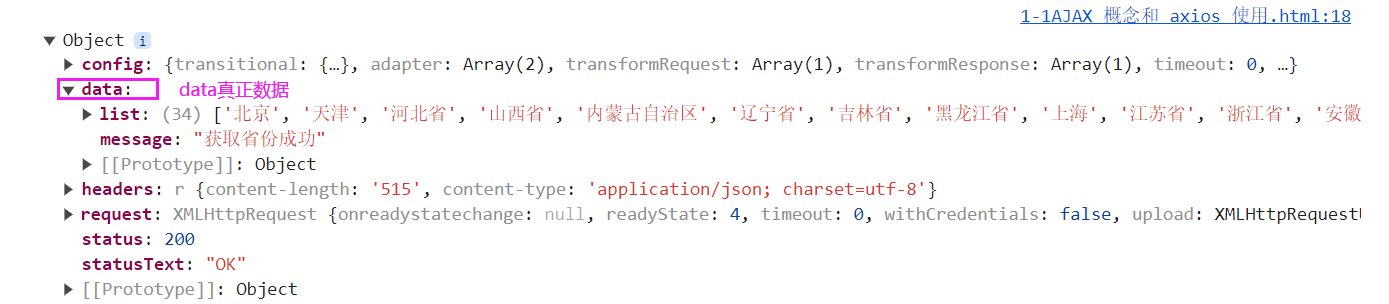 1-1AJAX 概念和 axios 使用.html:18
▼ Object i
▶ config: {transitional: {…}, adapter: Array(2), transformRequest: Array(1), transformResponse: Array(1), timeout: 0, …}
▼ data: data真正数据
▶ list: (34) ['北京', '天津', '河北省', '山西省', '内蒙古自治区', '辽宁省', '吉林省', '黑龙江省', '上海', '江苏省', '浙江省', '安徽
message: "获取省份成功"
▶ [[Prototype]]: Object
▶ headers: r {content-length: '515', content-type: 'application/json; charset=utf-8'}
▶ request: XMLHttpRequest {onreadystatechange: null, readyState: 4, timeout: 0, withCredentials: false, upload: XMLHttpRequestU
status: 200
statusText: "OK"
▶ [[Prototype]]: Object